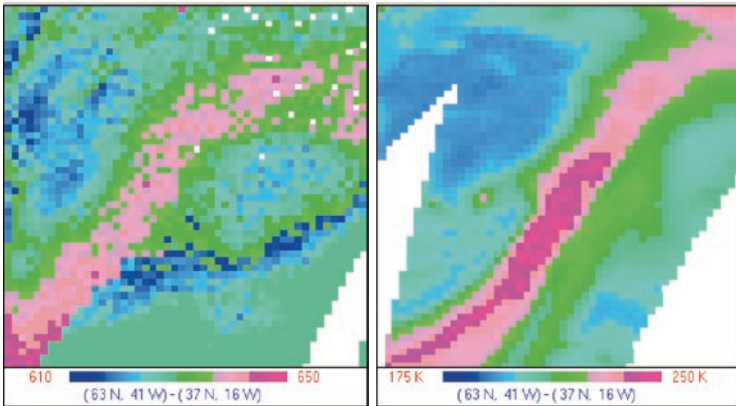 610 650
(63 N, 41 W) - (37 N, 16 W)
175 K 250 K
(63 N, 41 W) - (37 N, 16 W)